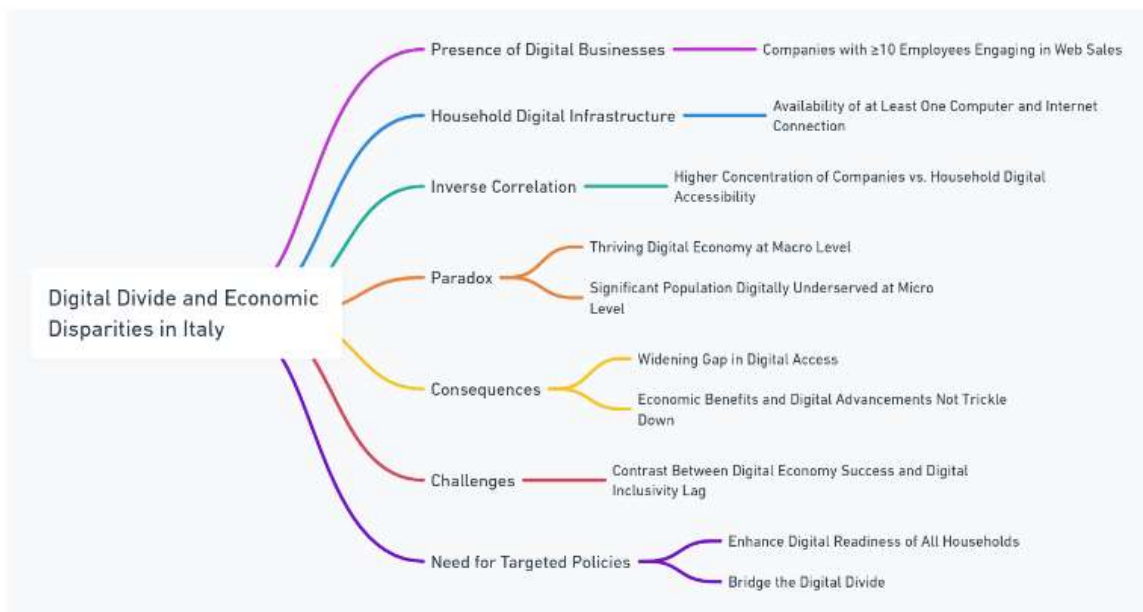 Digital Divide and Economic
Disparities in Italy
Presence of Digital Businesses
Companies with ≥10 Employees Engaging in Web Sales
Household Digital Infrastructure
Availability of at Least One Computer and Internet
Connection
Inverse Correlation
Higher Concentration of Companies vs. Household Digital
Accessibility
Paradox
Thriving Digital Economy at Macro Level
Significant Population Digitally Underserved at Micro
Level
Consequences
Widening Gap in Digital Access
Economic Benefits and Digital Advancements Not Trickle
Down
Challenges
Contrast Between Digital Economy Success and Digital
Inclusivity Lag
Need for Targeted Policies
Enhance Digital Readiness of All Households
Bridge the Digital Divide